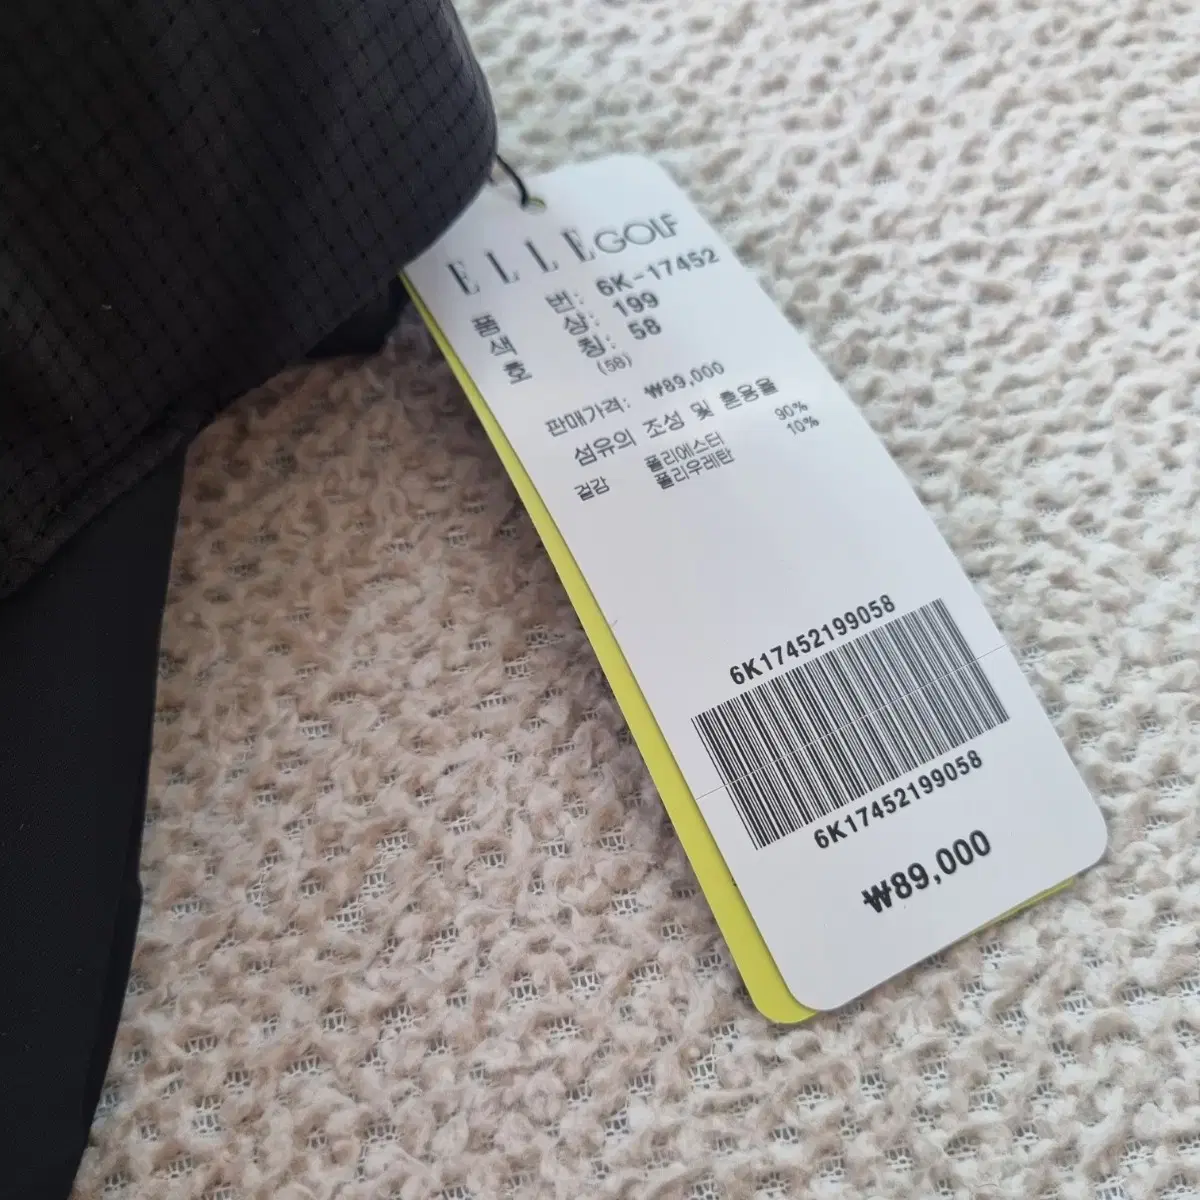 ELLE GOLF
품 번: 6K-17452
색 상: 199
호 칭: 58
(58)
판매가격: ₩89,000
섬유의 조성 및 혼용율
겉감 폴리에스터 90%
폴리우레탄 10%
6K17452199058
6K17452199058
₩89,000